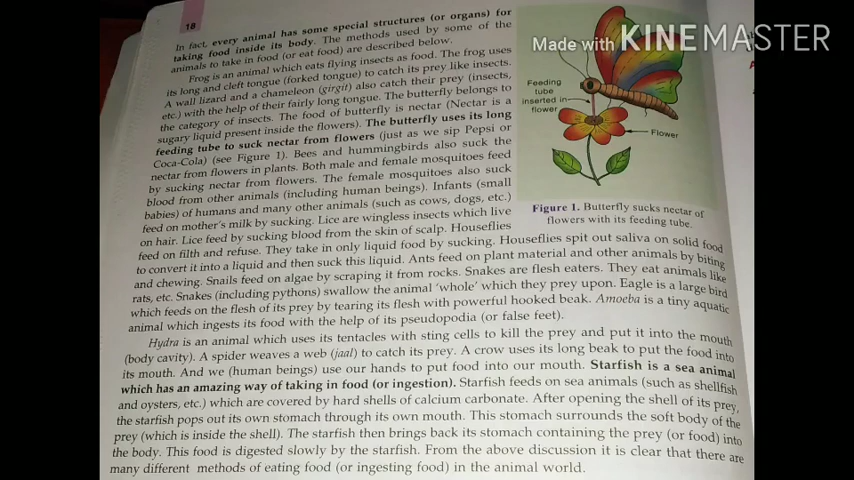 18
In fact, every animal has some special structures (or organs) for
taking food inside its body. The methods used by some of the
animals to take in food (or eat food) are described below.
Frog is an animal which eats flying insects as food. The frog uses
its long and cleft tongue (forked tongue) to catch its prey like insects.
A wall lizard and a chameleon (girgit) also catch their prey (insects,
etc.) with the help of their fairly long tongue. The butterfly belongs to
the category of insects. The food of butterfly is nectar (Nectar is a
sugary liquid present inside the flowers). The butterfly uses its long
feeding tube to suck nectar from flowers (just as we sip Pepsi or
Coca-Cola) (see Figure 1). Bees and hummingbirds also suck the
nectar from flowers in plants. Both male and female mosquitoes feed
by sucking nectar from flowers. The female mosquitoes also suck
blood from other animals (including human beings). Infants (small
babies) of humans and many other animals (such as cows, dogs, etc.)
feed on mother's milk by sucking. Lice are wingless insects which live
on hair. Lice feed by sucking blood from the skin of scalp. Houseflies
feed on filth and refuse. They take in only liquid food by sucking. Houseflies spit out saliva on solid food
to convert it into a liquid and then suck this liquid. Ants feed on plant material and other animals by biting
and chewing. Snails feed on algae by scraping it from rocks. Snakes are flesh eaters. They eat animals like
rats, etc. Snakes (including pythons) swallow the animal 'whole' which they prey upon. Eagle is a large bird
which feeds on the flesh of its prey by tearing its flesh with powerful hooked beak. Amoeba is a tiny aquatic
animal which ingests its food with the help of its pseudopodia (or false feet).
Hydra is an animal which uses its tentacles with sting cells to kill the prey and put it into the mouth
(body cavity). A spider weaves a web (jaal) to catch its prey. A crow uses its long beak to put the food into
its mouth. And we (human beings) use our hands to put food into our mouth. Starfish is a sea animal
which has an amazing way of taking in food (or ingestion). Starfish feeds on sea animals (such as shellfish
and oysters, etc.) which are covered by hard shells of calcium carbonate. After opening the shell of its prey,
the starfish pops out its own stomach through its own mouth. This stomach surrounds the soft body of the
prey (which is inside the shell). The starfish then brings back its stomach containing the prey (or food) into
the body. This food is digested slowly by the starfish. From the above discussion it is clear that there are
many different methods of eating food (or ingesting food) in the animal world.
Made with KINEMASTER
Feeding
tube
inserted in
flower
Flower
Figure 1. Butterfly sucks nectar of
flowers with its feeding tube.